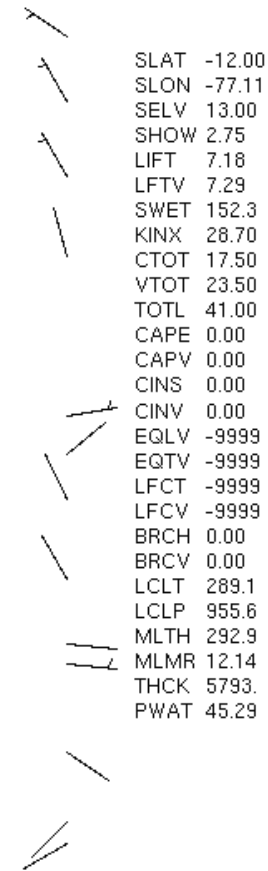 SLAT -12.00
SLON -77.11
SELV 13.00
SHOW 2.75
LIFT 7.18
LFTV 7.29
SWET 152.3
KINX 28.70
CTOT 17.50
VTOT 23.50
TOTL 41.00
CAPE 0.00
CAPV 0.00
CINS 0.00
CINV 0.00
EQLV -9999
EQTV -9999
LFCT -9999
LFCV -9999
BRCH 0.00
BRCV 0.00
LCLT 289.1
LCLP 955.6
MLTH 292.9
MLMR 12.14
THCK 5793.
PWAT 45.29